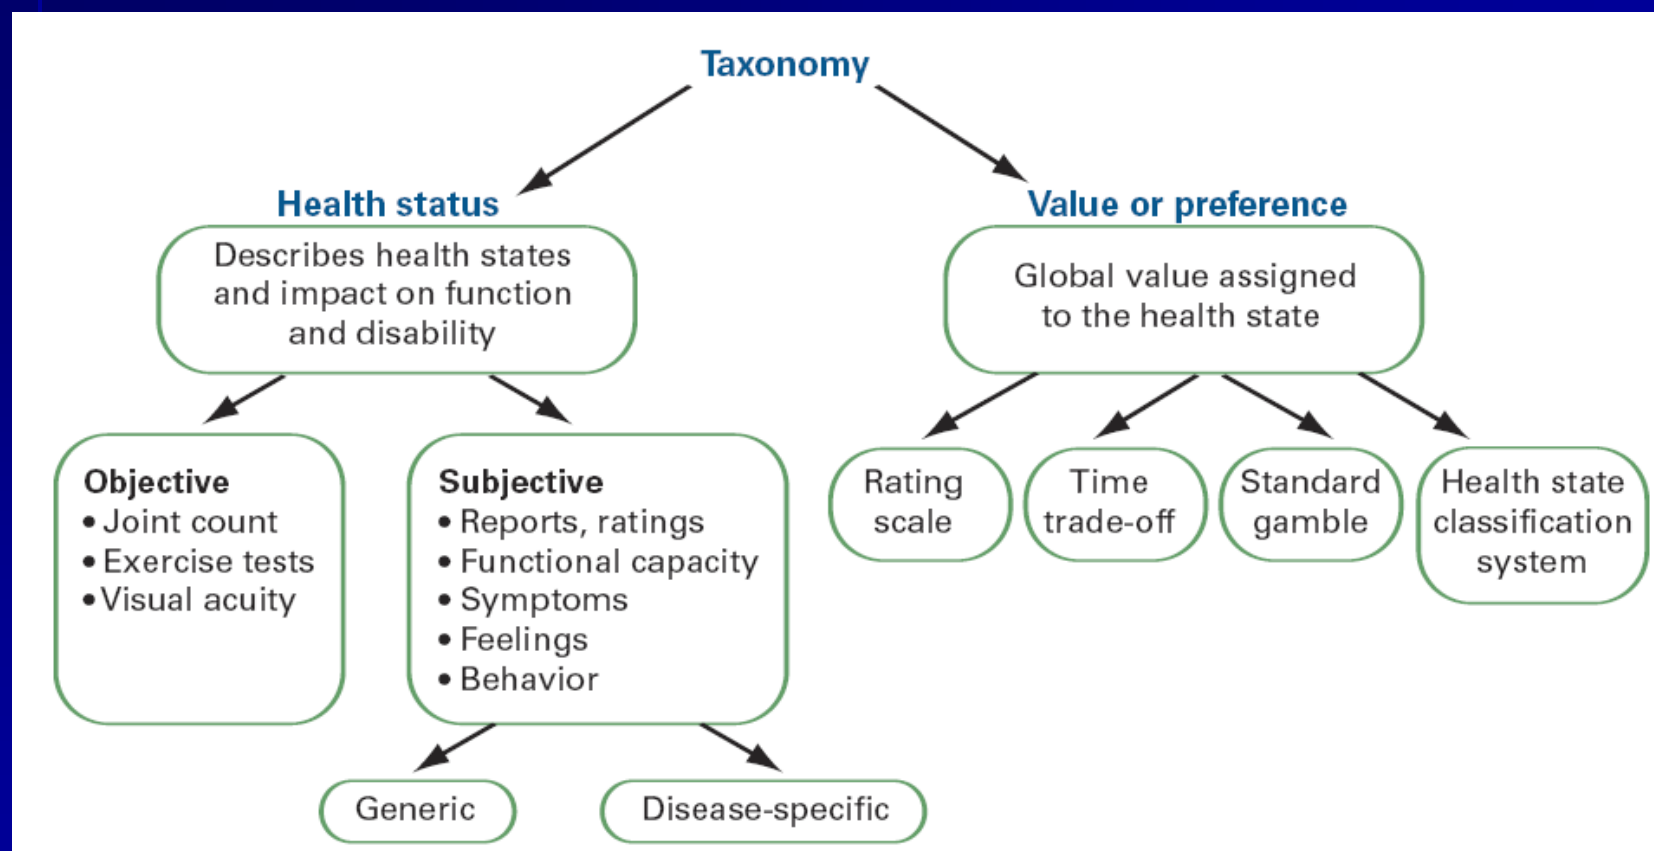 Taxonomy
Health status
Describes health states
and impact on function
and disability
Objective
• Joint count
• Exercise tests
• Visual acuity
Subjective
• Reports, ratings
• Functional capacity
• Symptoms
• Feelings
• Behavior
Generic
Disease-specific
Value or preference
Global value assigned
to the health state
Rating
scale
Time
trade-off
Standard
gamble
Health state
classification
system